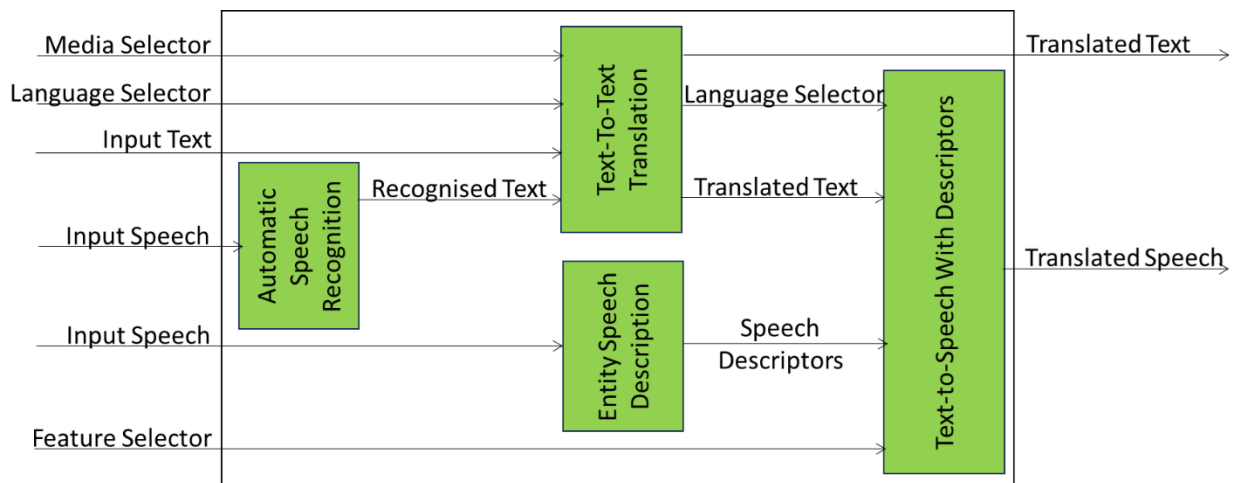 Media Selector
Language Selector
Input Text
Input Speech
Input Speech
Feature Selector
Automatic
Speech
Recognition
Recognised Text
Text-To-Text
Translation
Entity Speech
Description
Language Selector
Translated Text
Speech
Descriptors
Text-to-Speech With Descriptors
Translated Text
Translated Speech